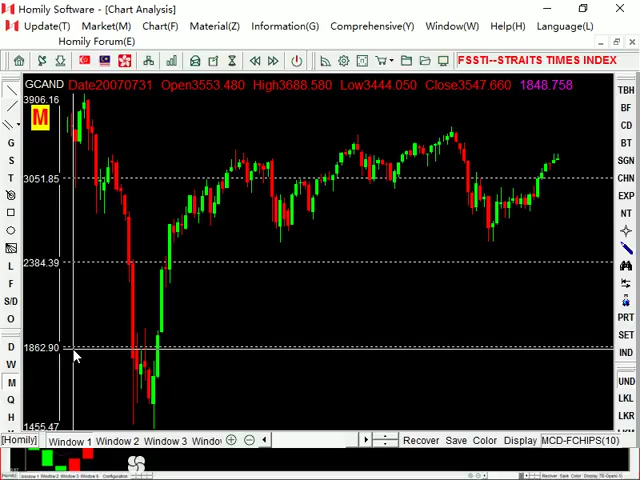 Homily Software - [Chart Analysis]
Update(T) Market(M) Chart(F) Material(Z) Information(G) Comprehensive(Y) Window(W) Help(H) Language(L)
Homily Forum(E)
FSSTI--STRAITS TIMES INDEX
GCAND Date20070731 Open3553.480 High3688.580 Low3444.050 Close3547.660 1848.758
3906.16
M
3051.85
2384.39
1862.90
1455.47
G
S
T
L
F
S/D
O
D
W
M
Q
H
TBH
BF
CD
BT
SGN
CHN
EXP
NT
PRT
SET
IND
UND
LKL
LKR
[Homily] Window 1 Window 2 Window 3 Windo
Recover Save Color Display MCD-FCHIPS(10)